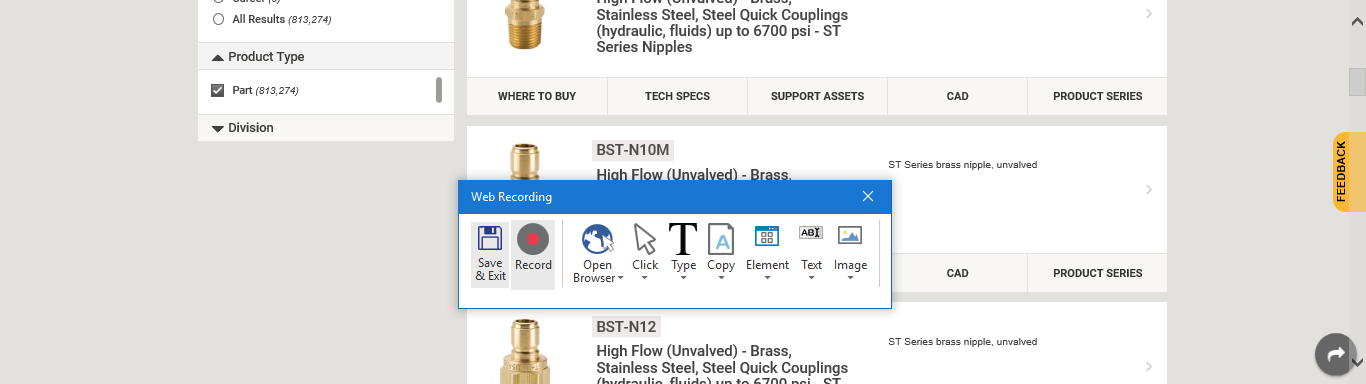 Career (0)
All Results (813,274)
Product Type
Part (813,274)
Division
High Flow (Unvalved) - Brass,
Stainless Steel, Steel Quick Couplings
(hydraulic, fluids) up to 6700 psi - ST
Series Nipples
WHERE TO BUY
TECH SPECS
SUPPORT ASSETS
CAD
PRODUCT SERIES
BST-N10M
High Flow (Unvalved) - Brass,
ST Series brass nipple, unvalved
CAD
PRODUCT SERIES
Web Recording
Save
& Exit
Record
Open
Browser
Click
T
Type
A
Copy
Element
AB
Text
Image
BST-N12
High Flow (Unvalved) - Brass,
Stainless Steel, Steel Quick Couplings
(hydraulic, fluids) up to 6700 psi - ST
ST Series brass nipple, unvalved
FEEDBACK